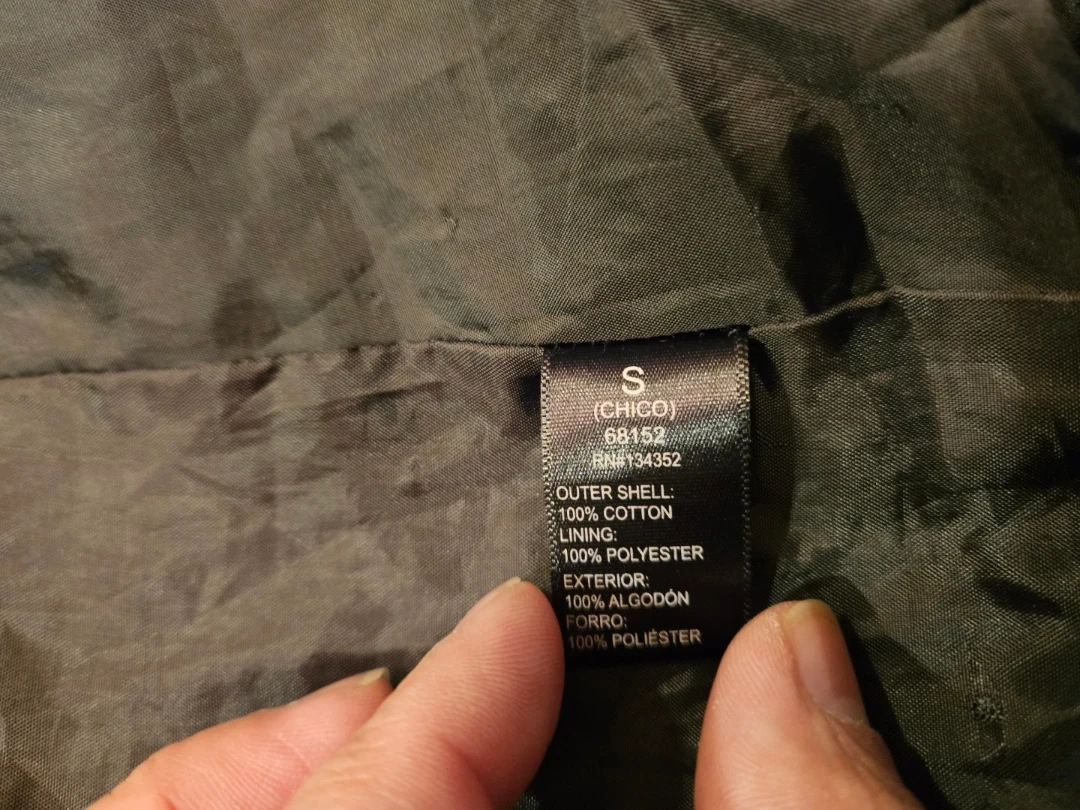 S
(CHICO)
68152
RN#134352
OUTER SHELL:
100% COTTON
LINING:
100% POLYESTER
EXTERIOR:
100% ALGODÓN
FORRO:
100% POLIÉSTER